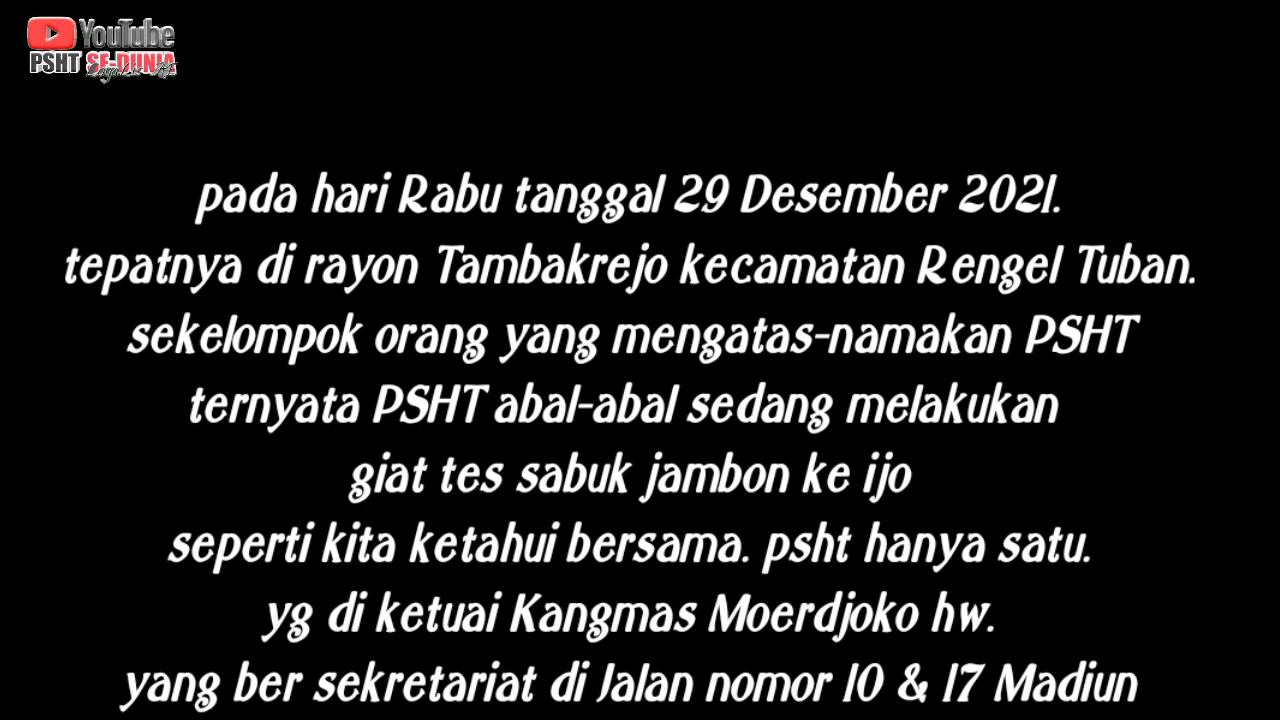 YouTube
PSHT SE-DUNIA
pada hari Rabu tanggal 29 Desember 2021.
tepatnya di rayon Tambakrejo kecamatan Rengel Tuban.
sekelompok orang yang mengatas-namakan PSHT
ternyata PSHT abal-abal sedang melakukan
giat tes sabuk jambon ke ijo
seperti kita ketahui bersama. psht hanya satu.
yg di ketuai Kangmas Moerdjoko hw.
yang ber sekretariat di Jalan nomor 10 & 17 Madiun